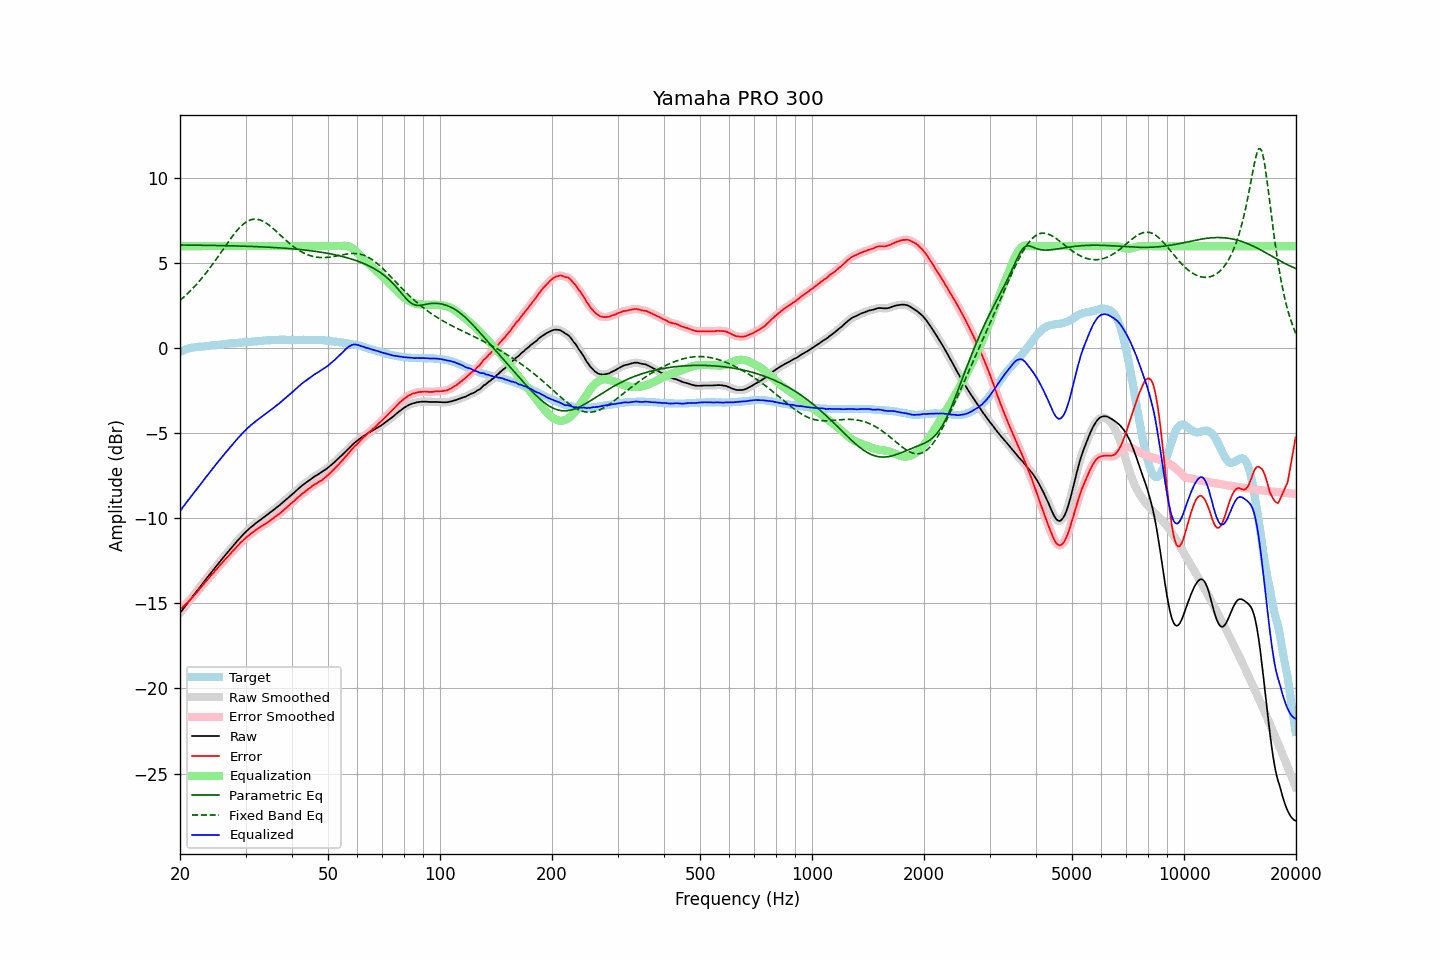 Yamaha PRO 300
Amplitude (dBr)
10
5
0
−5
−10
−15
−20
−25
Target
Raw Smoothed
Error Smoothed
Raw
Error
Equalization
Parametric Eq
Fixed Band Eq
Equalized
20 50 100 200 500 1000 2000 5000 10000 20000
Frequency (Hz)